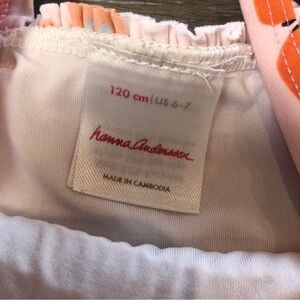 120 cm | US 6-7
hanna andersson
MADE IN CAMBODIA